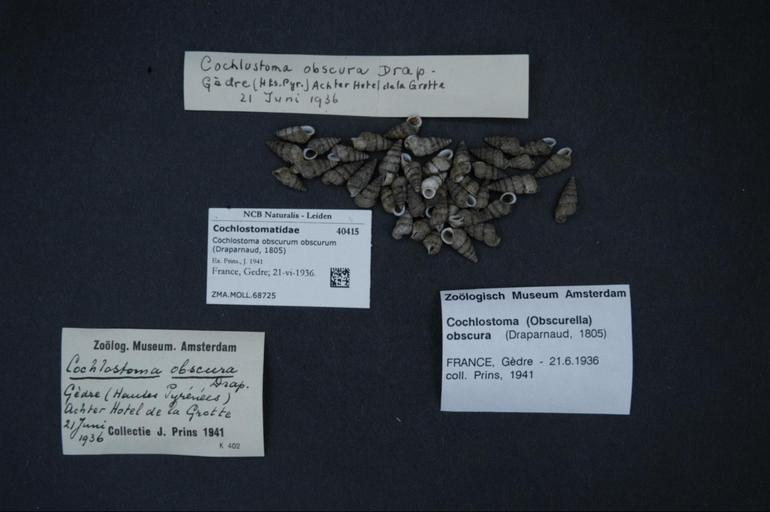 Cochlostoma obscura Drap.
Gèdre (Hts. Pyr.) Achter Hotel de la Grotte
21 Juni 1936
NCB Naturalis - Leiden
Cochlostomatidae 40415
Cochlostoma obscurum obscurum
(Draparnaud, 1805)
Ex. Prins., J. 1941
France, Gedre; 21-vi-1936.
ZMA.MOLL.68725
Zoölogisch Museum Amsterdam
Cochlostoma (Obscurella)
obscura (Draparnaud, 1805)
FRANCE, Gèdre - 21.6.1936
coll. Prins, 1941
Zoölog. Museum. Amsterdam
Cochlostoma obscura
Drap.
Gèdre (Hautes Pyrénées)
Achter Hotel de la Grotte
21 Juni
1936
Collectie J. Prins 1941
K 402